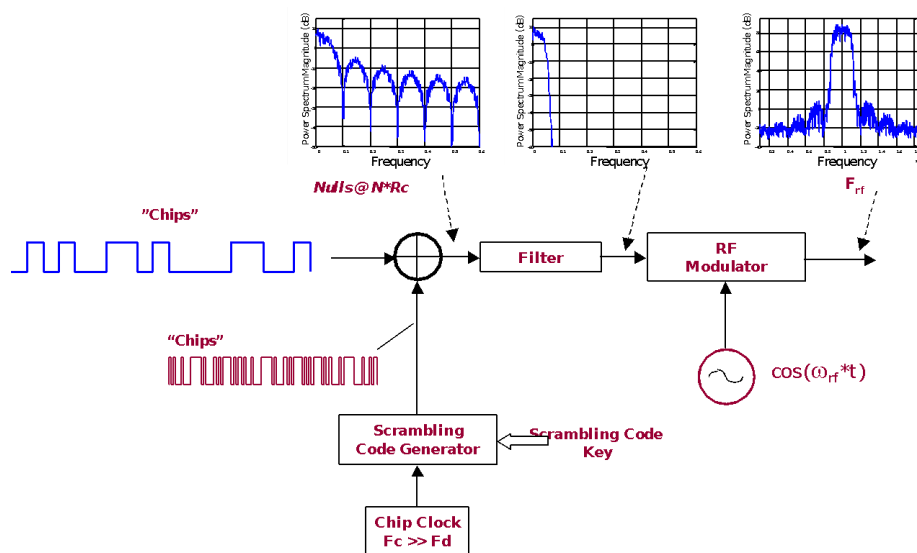 Power Spectrum Magnitude (dB)
Frequency
Power Spectrum Magnitude (dB)
Frequency
Power Spectrum Magnitude (dB)
Frequency
Nulls@ N*Rc
Frf
"Chips"
Filter
RF
Modulator
"Chips"
cos(ωrf*t)
Scrambling
Code Generator
Scrambling Code
Key
Chip Clock
Fc >> Fd